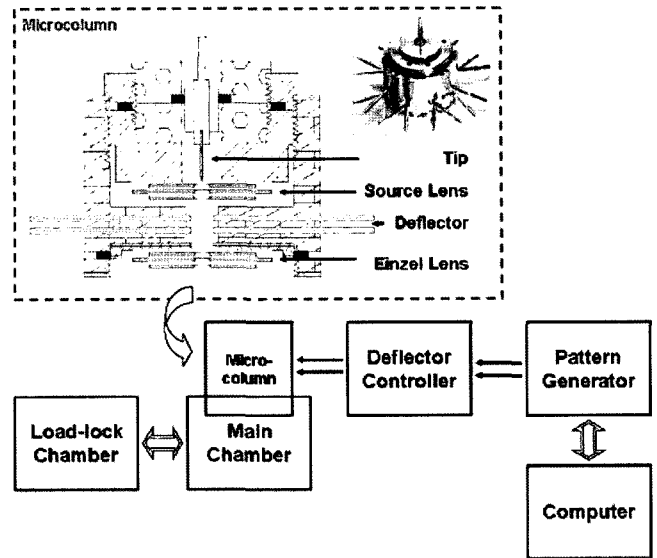 Microcolumn
Tip
Source Lens
Deflector
Einzel Lens
Micro-
column
Deflector
Controller
Pattern
Generator
Load-lock
Chamber
Main
Chamber
Computer